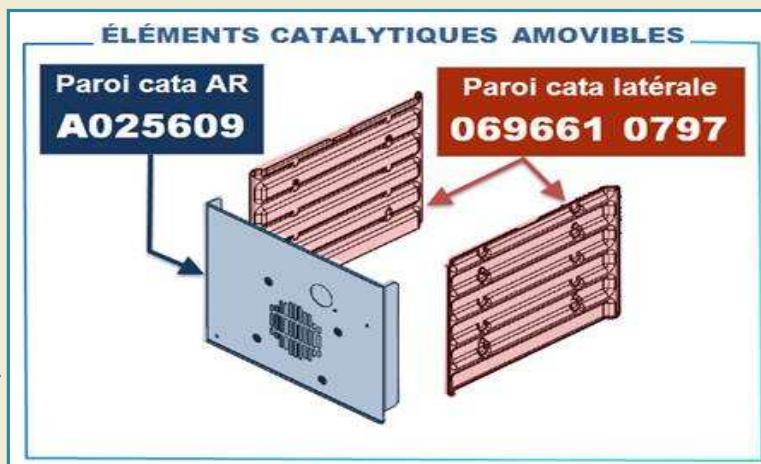 ÉLÉMENTS CATALYTIQUES AMOVIBLES
Paroi cata AR
A025609
Paroi cata latérale
069661 0797